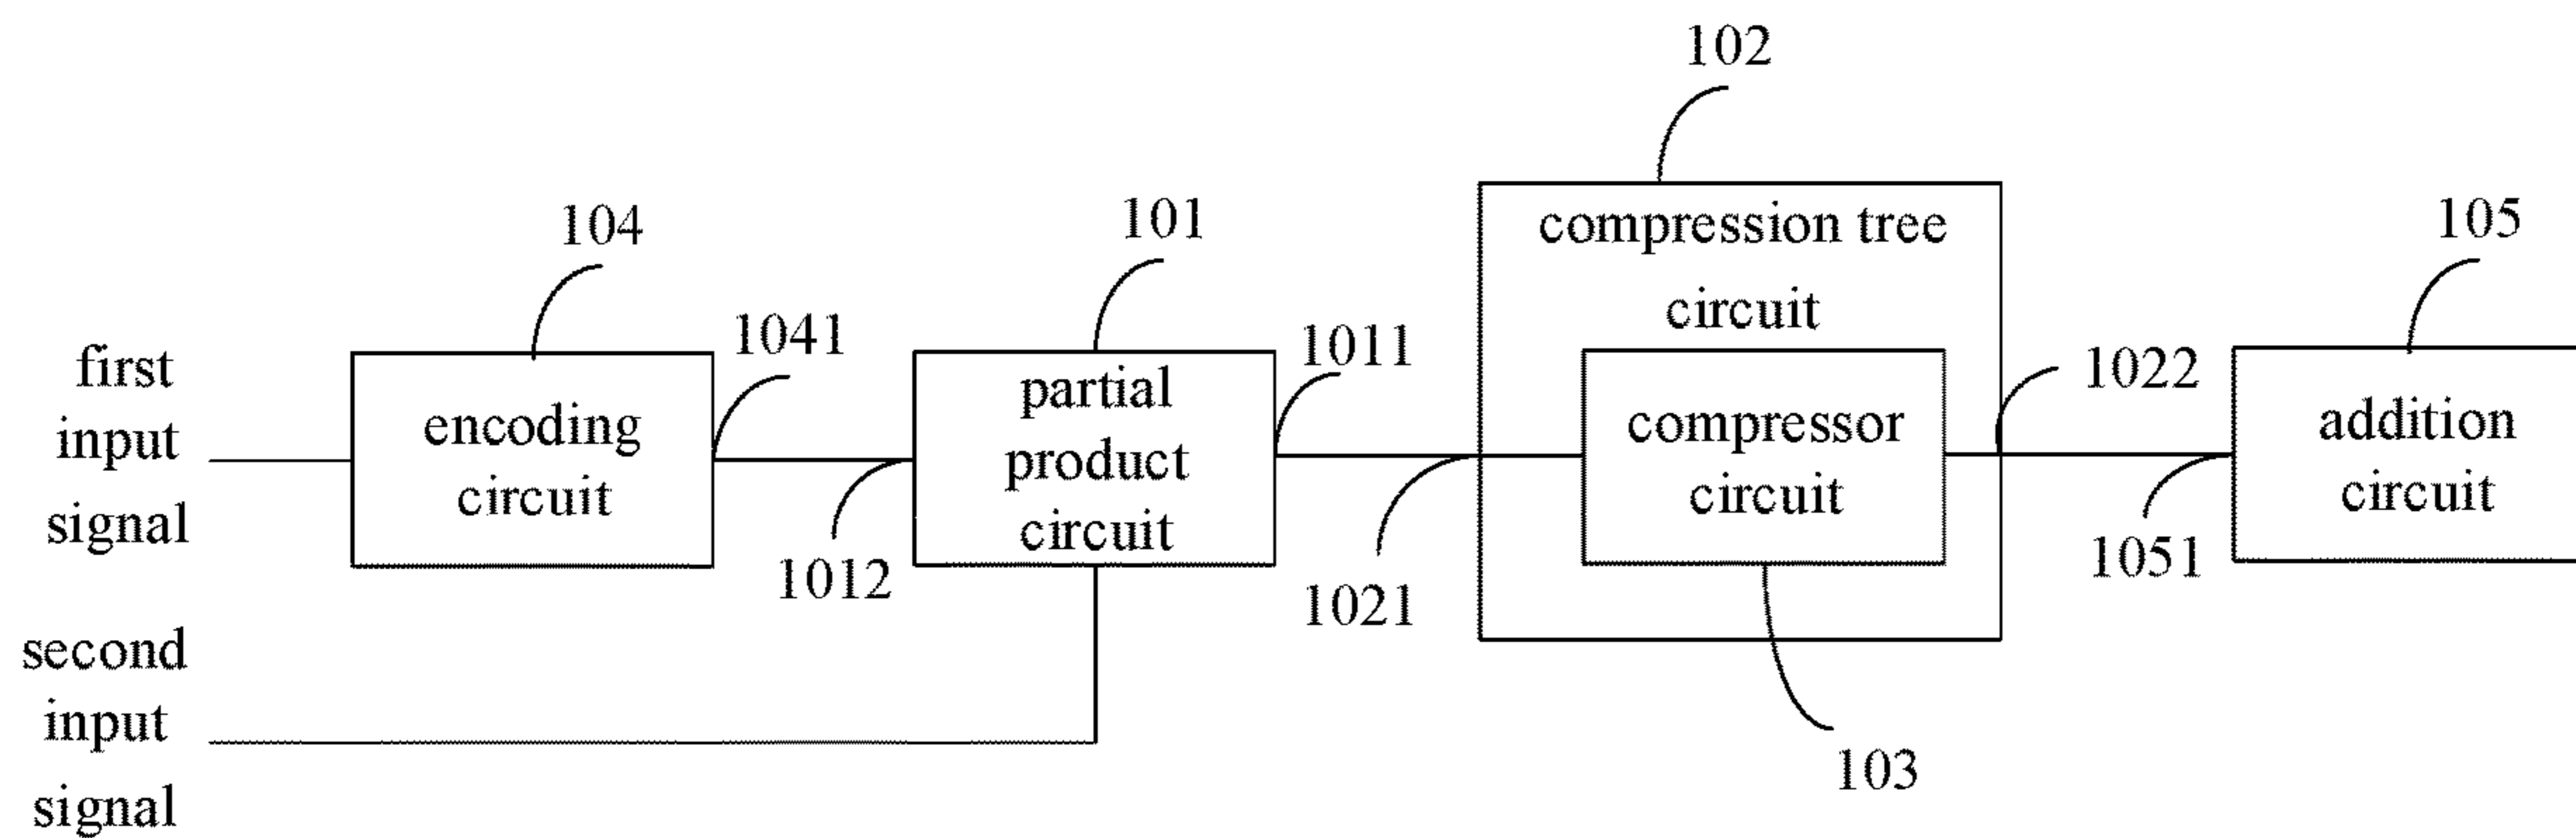 102
104
101
105
compression tree
circuit
1041
1011
1022
first
input
signal
encoding
circuit
partial
product
circuit
compressor
circuit
addition
circuit
1012
1021
1051
second
input
signal
103